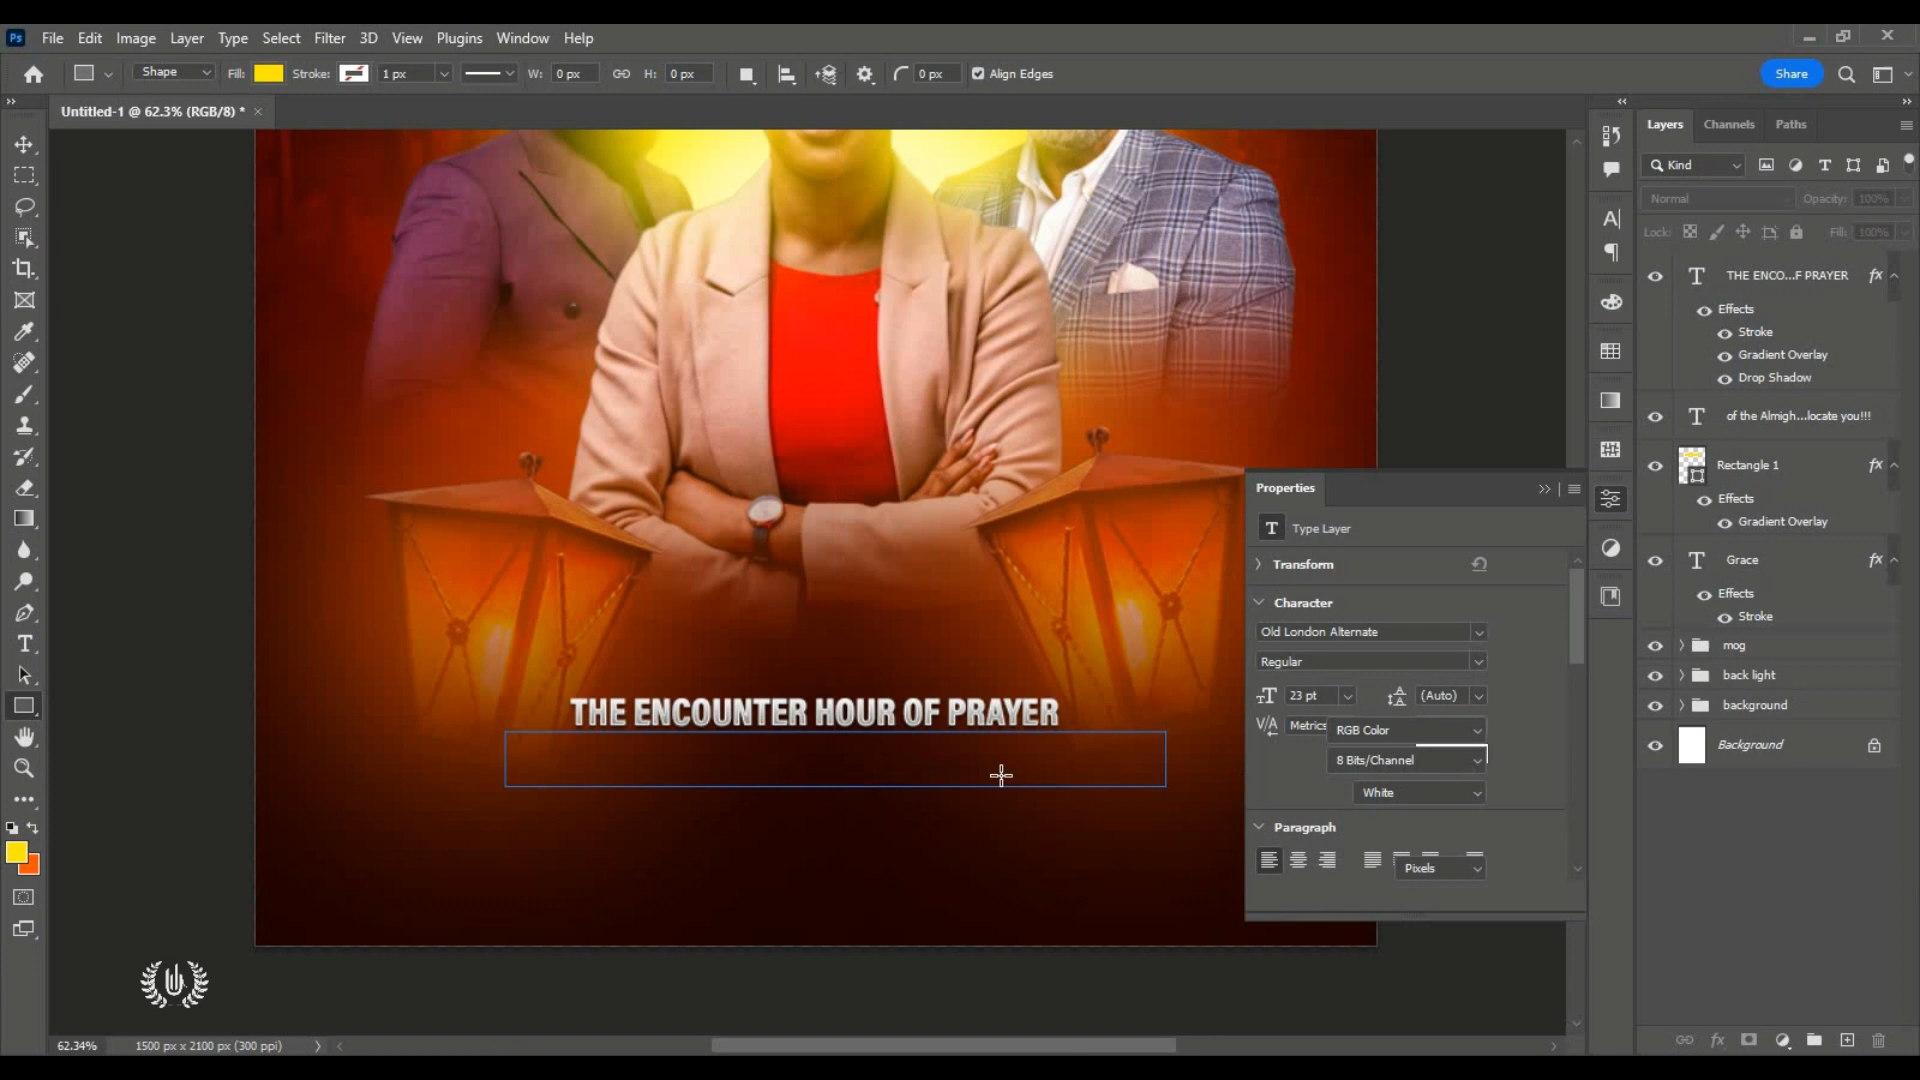 Ps File Edit Image Layer Type Select Filter 3D View Plugins Window Help
Shape Fill: Stroke: 1 px W: 0 px H: 0 px 0 px Align Edges Share
Untitled-1 @ 62.3% (RGB/8) *
THE ENCOUNTER HOUR OF PRAYER
Properties
Type Layer
Transform
Character
Old London Alternate
Regular
23 pt (Auto)
Metrics RGB Color
8 Bits/Channel
White
Paragraph
Pixels
Layers Channels Paths
Kind
Normal Opacity: 100%
Lock: Fill: 100%
THE ENCO...F PRAYER fx
Effects
Stroke
Gradient Overlay
Drop Shadow
of the Almigh...locate you!!!
Rectangle 1 fx
Effects
Gradient Overlay
Grace fx
Effects
Stroke
mog
back light
background
Background
62.34% 1500 px x 2100 px (300 ppi)